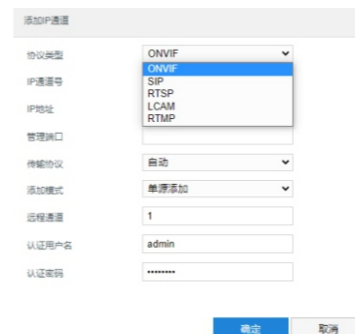 添加IP通道
协议类型 ONVIF
ONVIF
IP通道号 SIP
RTSP
IP地址 LCAM
RTMP
管理端口
传输协议 自动
添加模式 单源添加
远程通道 1
认证用户名 admin
认证密码 ••••••••
确定 取消